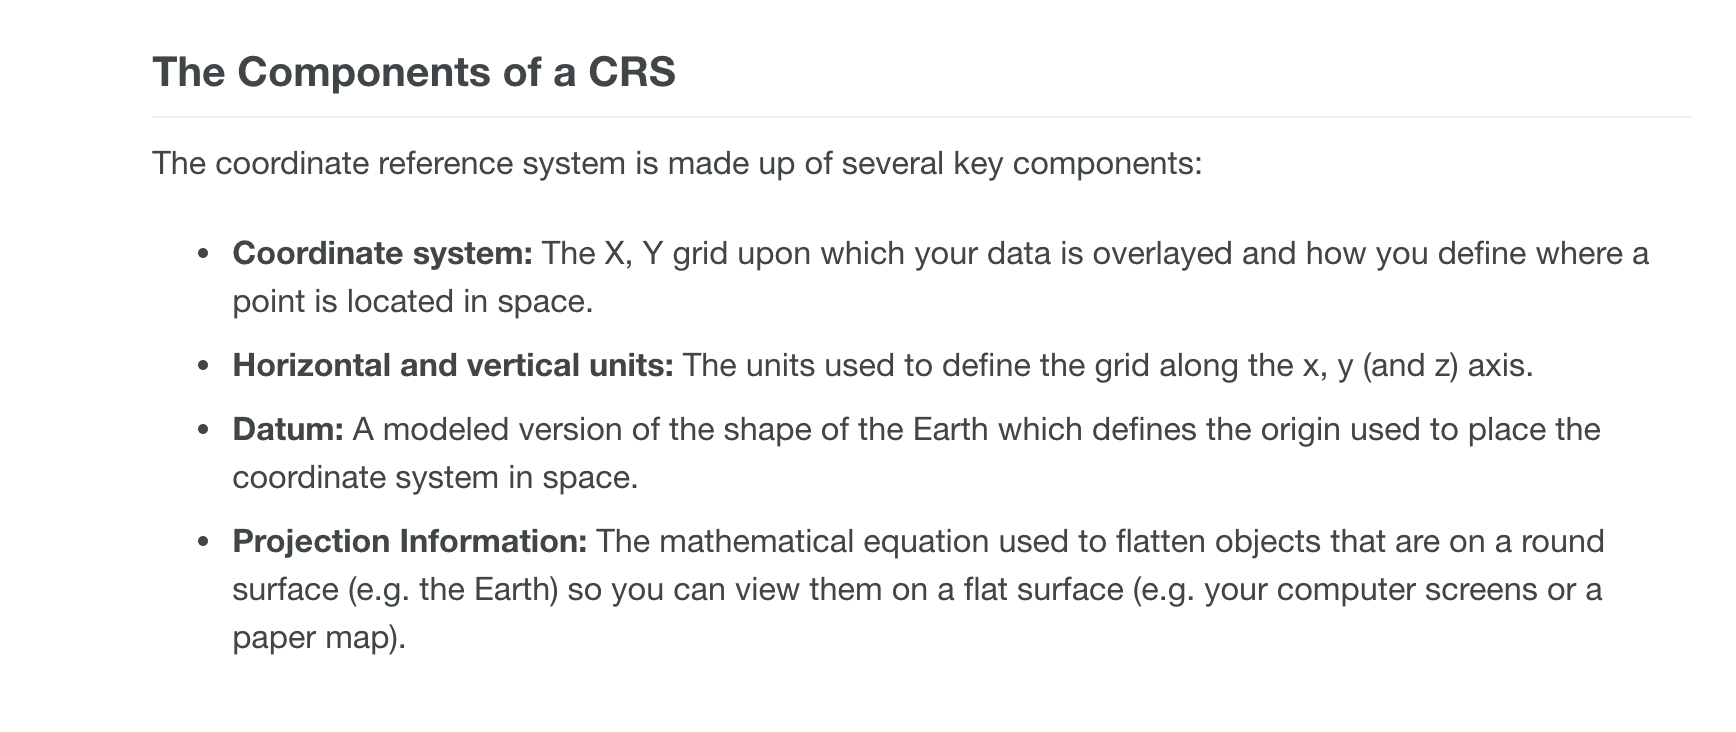 The Components of a CRS
The coordinate reference system is made up of several key components:
• Coordinate system: The X, Y grid upon which your data is overlayed and how you define where a
point is located in space.
• Horizontal and vertical units: The units used to define the grid along the x, y (and z) axis.
• Datum: A modeled version of the shape of the Earth which defines the origin used to place the
coordinate system in space.
• Projection Information: The mathematical equation used to flatten objects that are on a round
surface (e.g. the Earth) so you can view them on a flat surface (e.g. your computer screens or a
paper map).